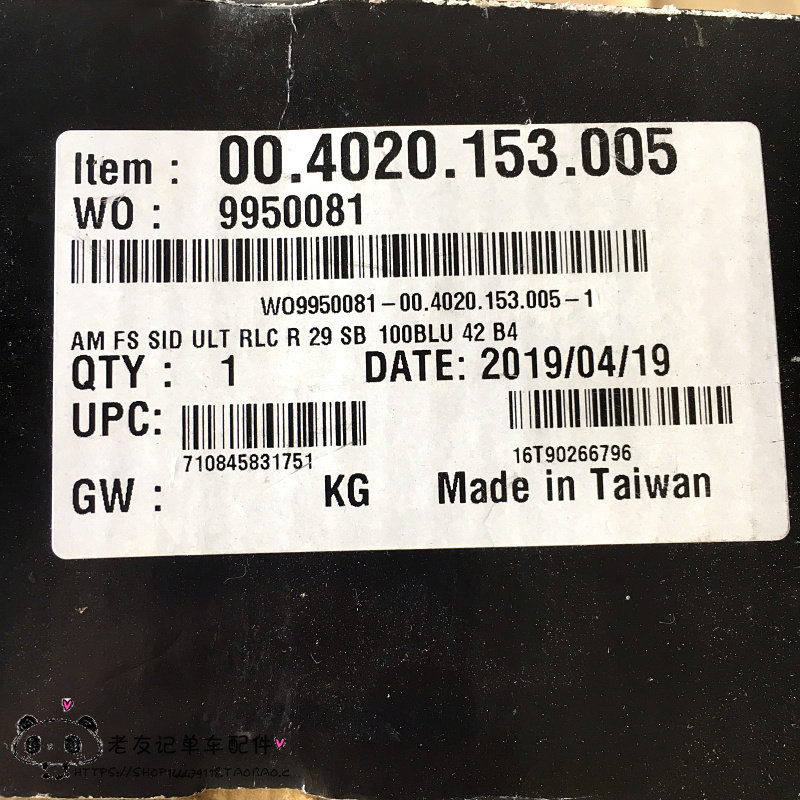 Item : 00.4020.153.005
WO : 9950081
WO9950081-00.4020.153.005-1
AM FS SID ULT RLC R 29 SB 100BLU 42 B4
QTY : 1 DATE: 2019/04/19
UPC:
710845831751 16T90266796
GW : KG Made in Taiwan
老友记单车配件